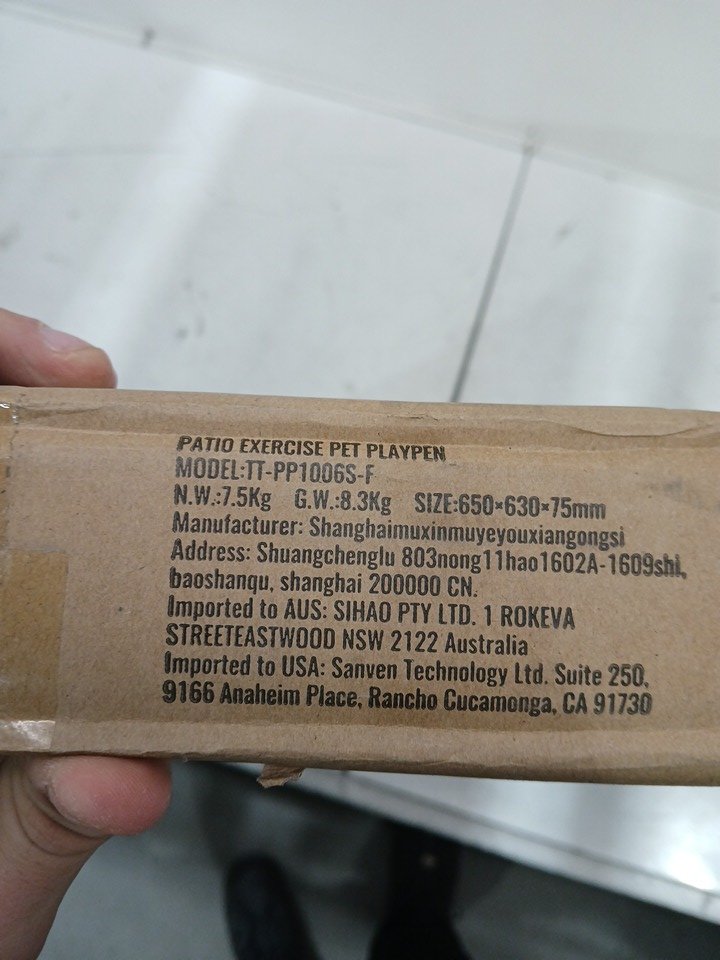 PATIO EXERCISE PET PLAYPEN
MODEL:TT-PP1006S-F
N.W.:7.5Kg G.W.:8.3Kg SIZE:650×630×75mm
Manufacturer: Shanghaimuxinmuyeyouxiangongsi
Address: Shuangchenglu 803nong11hao1602A-1609shi,
baoshanqu, shanghai 200000 CN.
Imported to AUS: SIHAO PTY LTD. 1 ROKEVA
STREETEASTWOOD NSW 2122 Australia
Imported to USA: Sanven Technology Ltd. Suite 250,
9166 Anaheim Place, Rancho Cucamonga, CA 91730